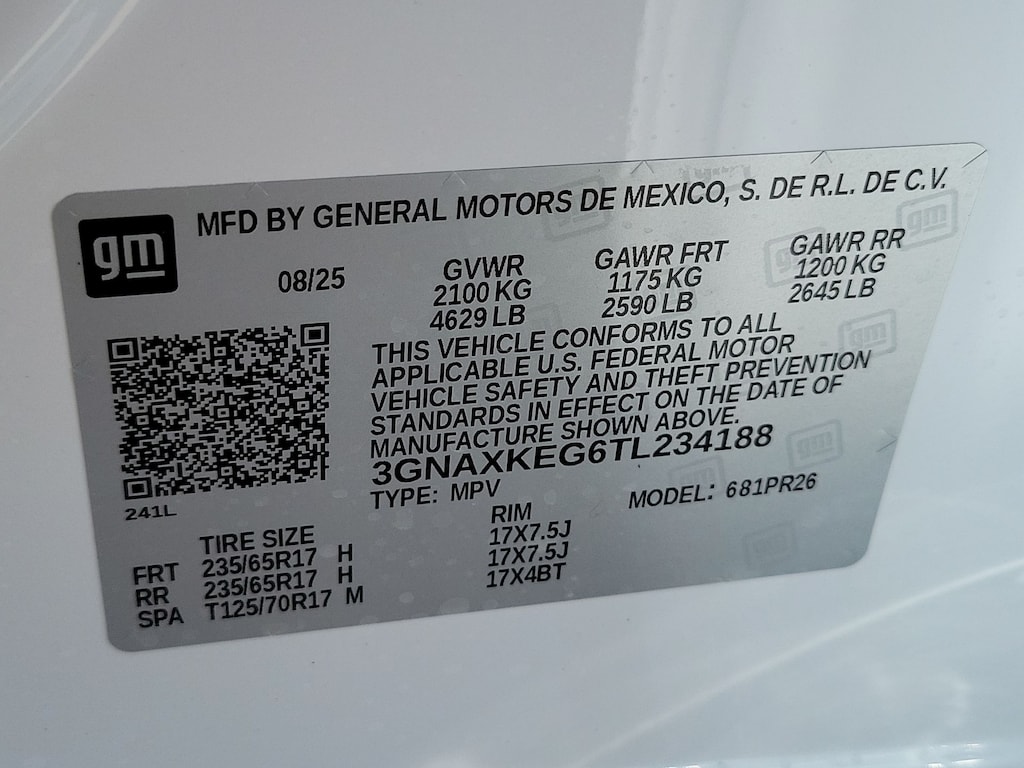 gm
MFD BY GENERAL MOTORS DE MEXICO, S. DE R.L. DE C.V.
08/25
GVWR
2100 KG
4629 LB
GAWR FRT
1175 KG
2590 LB
GAWR RR
1200 KG
2645 LB
THIS VEHICLE CONFORMS TO ALL
APPLICABLE U.S. FEDERAL MOTOR
VEHICLE SAFETY AND THEFT PREVENTION
STANDARDS IN EFFECT ON THE DATE OF
MANUFACTURE SHOWN ABOVE.
3GNAXKEG6TL234188
TYPE: MPV
MODEL: 681PR26
241L
TIRE SIZE RIM
FRT 235/65R17 H 17X7.5J
RR 235/65R17 H 17X7.5J
SPA T125/70R17 M 17X4BT